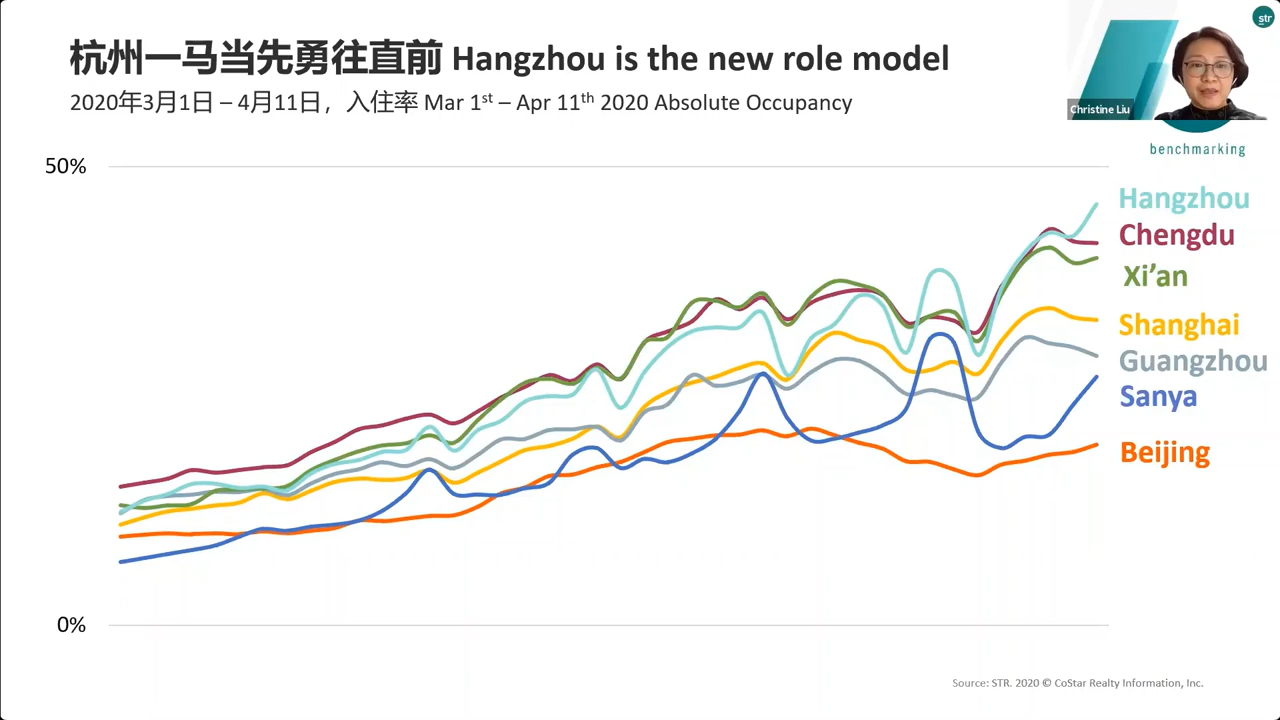 杭州一马当先勇往直前 Hangzhou is the new role model
2020年3月1日 – 4月11日，入住率 Mar 1st – Apr 11th 2020 Absolute Occupancy
str
Christine Liu
benchmarking
50%
Hangzhou
Chengdu
Xi’an
Shanghai
Guangzhou
Sanya
Beijing
0%
Source: STR. 2020 © CoStar Realty Information, Inc.